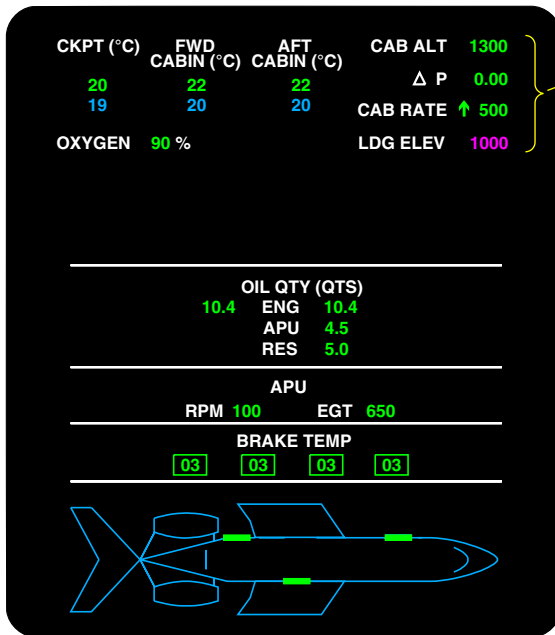 CKPT (°C) FWD CABIN (°C) AFT CABIN (°C) CAB ALT 1300
20 22 22 Δ P 0.00
19 20 20 CAB RATE ↑ 500
OXYGEN 90 % LDG ELEV 1000
OIL QTY (QTS)
10.4 ENG 10.4
APU 4.5
RES 5.0
APU
RPM 100 EGT 650
BRAKE TEMP
03 03 03 03